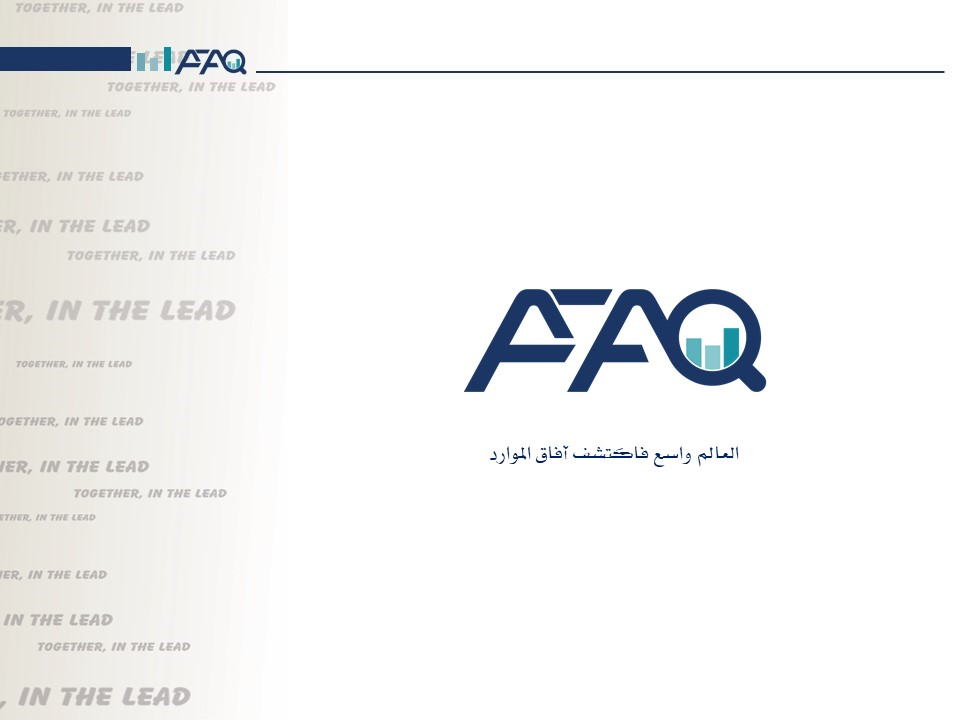 TOGETHER, IN THE LEAD
AFAQ
TOGETHER, IN THE LEAD
TOGETHER, IN THE LEAD
ETHER, IN THE LEAD
ER, IN THE LEAD
TOGETHER, IN THE LEAD
ER, IN THE LEAD
TOGETHER, IN THE LEAD
AFAQ
OGETHER, IN THE LEAD
العالم واسع فاكتشف آفاق الموارد
HER, IN THE LEAD
TOGETHER, IN THE LEAD
ETHER, IN THE LEAD
HER, IN THE LEAD
IN THE LEAD
TOGETHER, IN THE LEAD
, IN THE LEAD